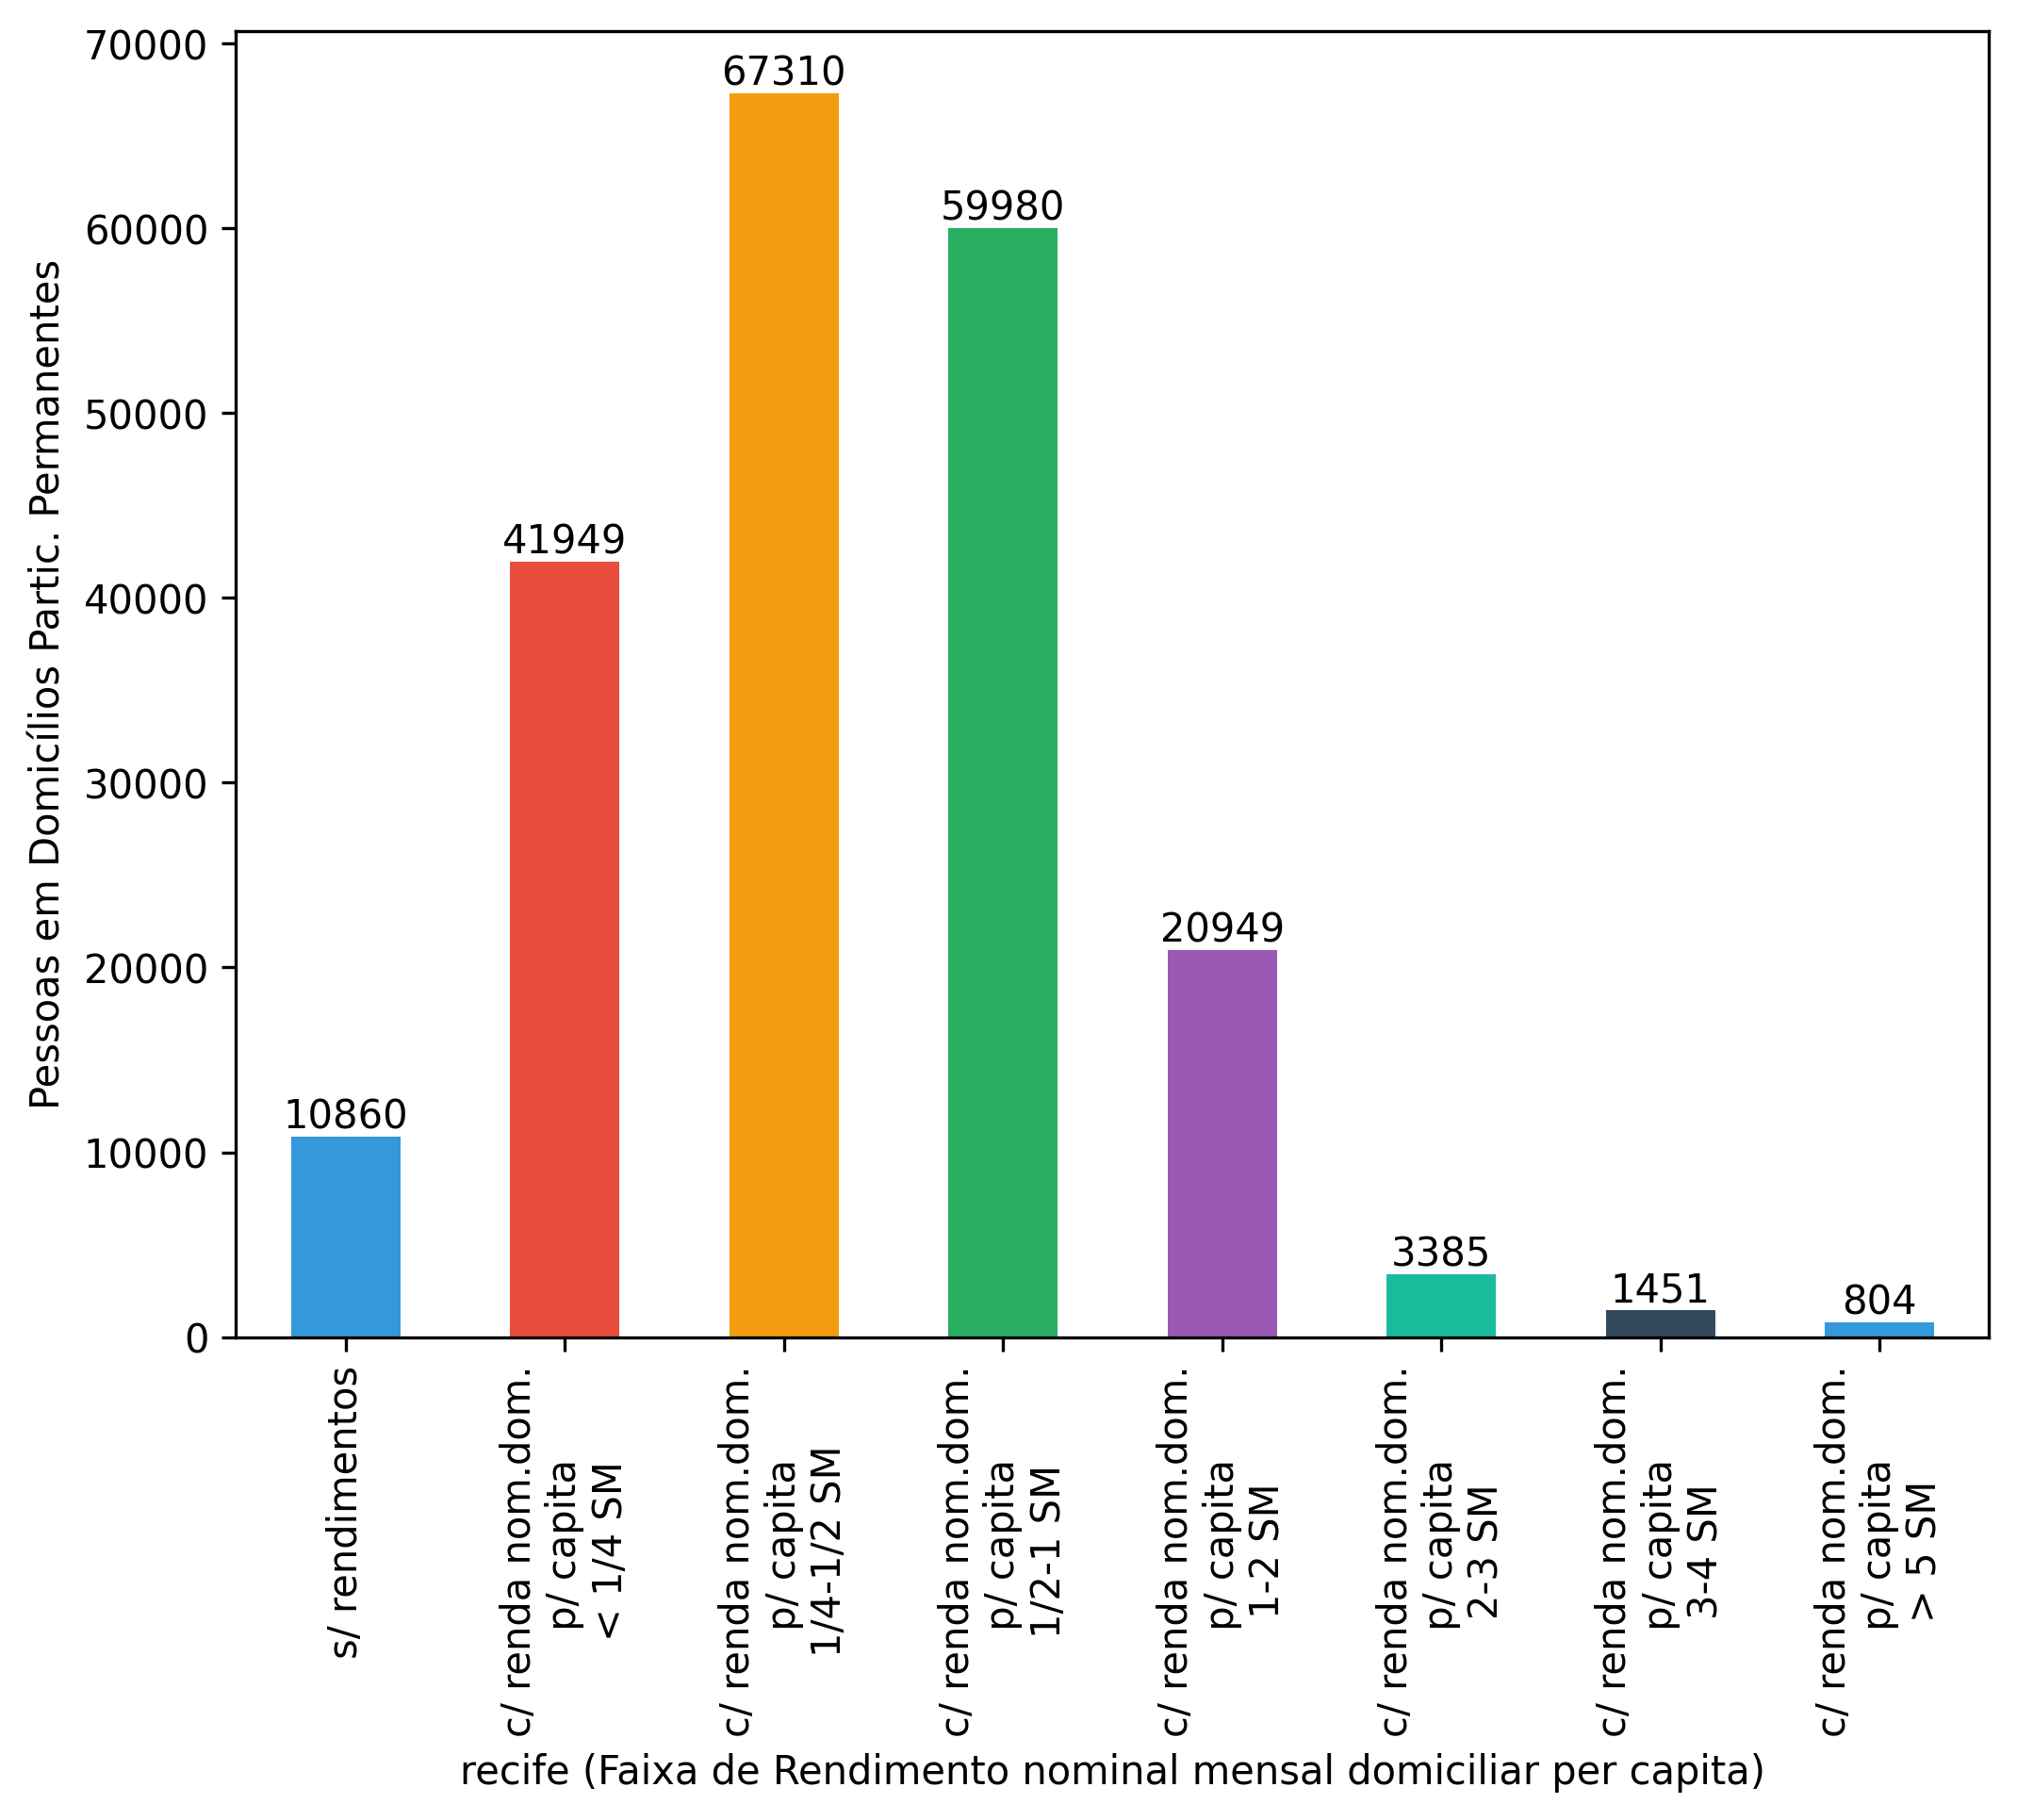 70000
60000
50000
40000
30000
20000
10000
0
Pessoas em Domicílios Partic. Permanentes
10860
41949
67310
59980
20949
3385
1451
804
s/ rendimentos
c/ renda nom.dom.
p/ capita
< 1/4 SM
c/ renda nom.dom.
p/ capita
1/4-1/2 SM
c/ renda nom.dom.
p/ capita
1/2-1 SM
c/ renda nom.dom.
p/ capita
1-2 SM
c/ renda nom.dom.
p/ capita
2-3 SM
c/ renda nom.dom.
p/ capita
3-4 SM
c/ renda nom.dom.
p/ capita
> 5 SM
recife (Faixa de Rendimento nominal mensal domiciliar per capita)